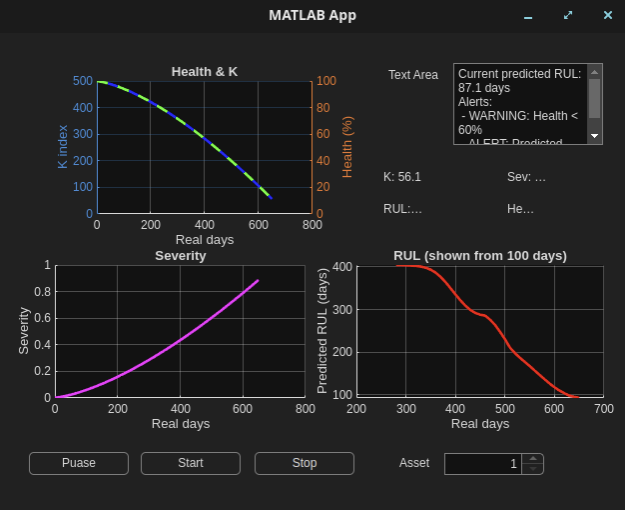 MATLAB App
Health & K
500
400
300
200
100
0
K index
100
80
60
40
20
0
Health (%)
0 200 400 600 800
Real days
Text Area
Current predicted RUL:
87.1 days
Alerts:
- WARNING: Health <
60%
- ALERT: Predicted
K: 56.1
Sev: ...
RUL:...
He...
Severity
1
0.8
0.6
0.4
0.2
0
Severity
0 200 400 600 800
Real days
RUL (shown from 100 days)
400
300
200
100
Predicted RUL (days)
200 300 400 500 600 700
Real days
Puase
Start
Stop
Asset
1